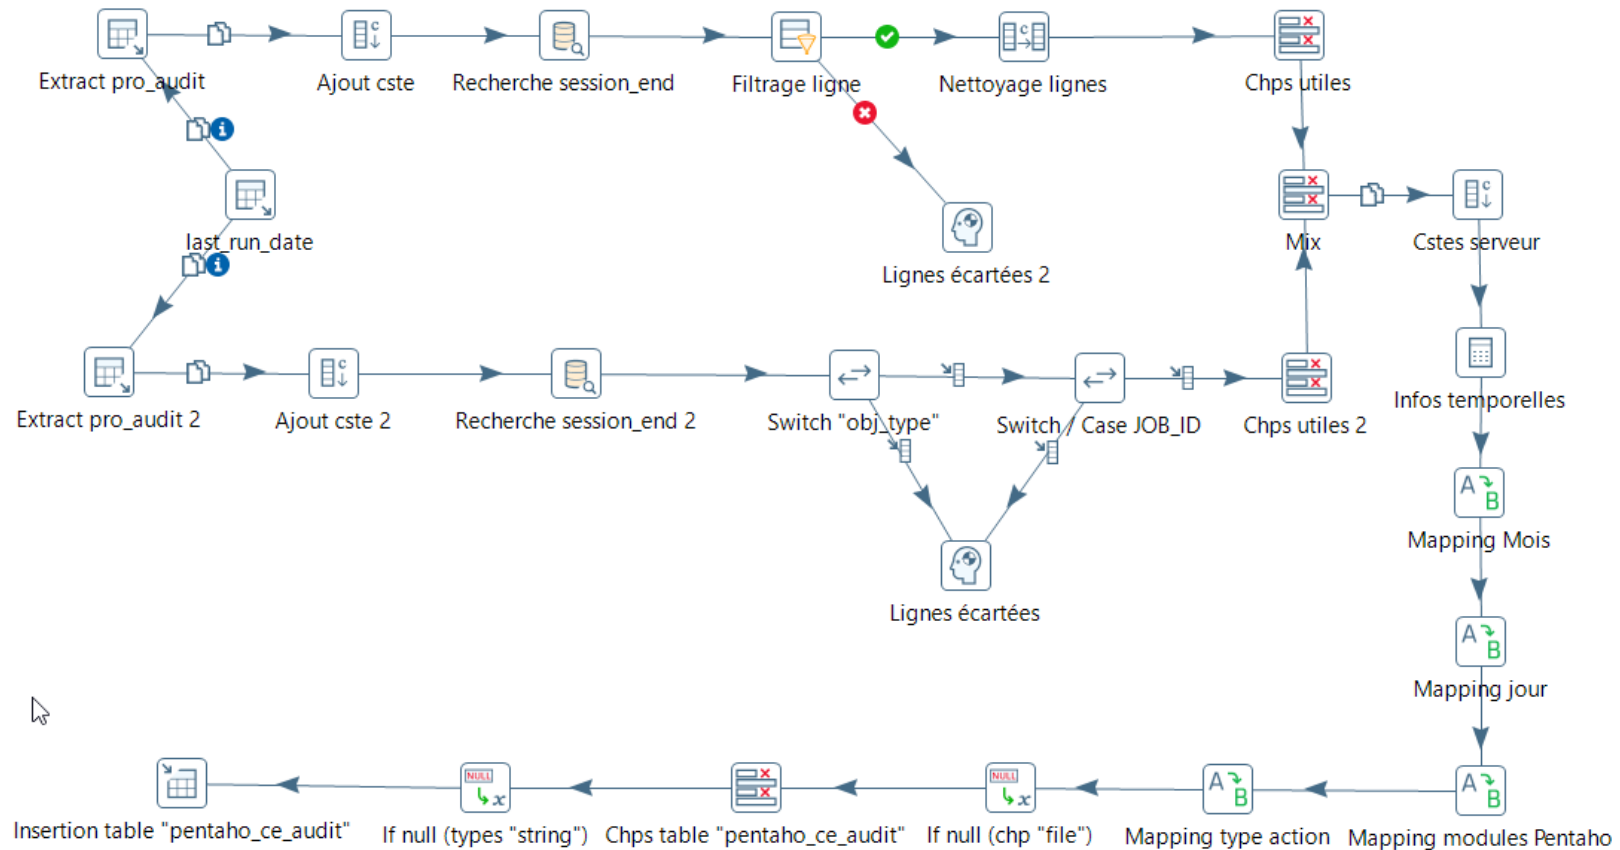 Extract pro_audit
Ajout cste
Recherche session_end
Filtrage ligne
Nettoyage lignes
Chps utiles
last_run_date
Lignes écartées 2
Mix
Cstes serveur
Extract pro_audit 2
Ajout cste 2
Recherche session_end 2
Switch "obj_type"
Switch / Case JOB_ID
Chps utiles 2
Infos temporelles
Mapping Mois
Lignes écartées
Mapping jour
Insertion table "pentaho_ce_audit"
If null (types "string")
Chps table "pentaho_ce_audit"
If null (chp "file")
Mapping type action
Mapping modules Pentaho